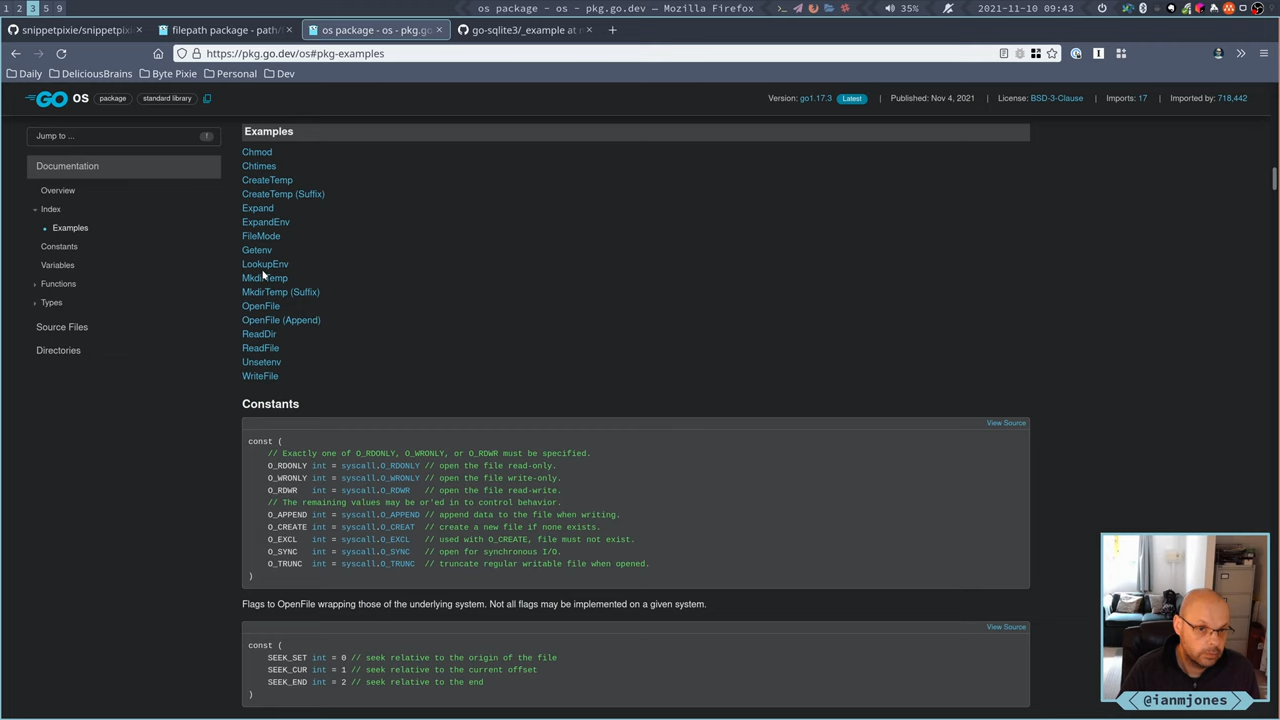 1 2 3 5 9
os package - os - pkg.go.dev — Mozilla Firefox
35%
2021-11-10 09:43
snippetpixie/snippetpixi
filepath package - path/
os package - os - pkg.go
go-sqlite3/_example at m
https://pkg.go.dev/os#pkg-examples
Daily
DeliciousBrains
Byte Pixie
Personal
Dev
GO os package standard library
Version: go1.17.3 Latest | Published: Nov 4, 2021 | License: BSD-3-Clause | Imports: 17 | Imported by: 718,442
Jump to ...
Documentation
Overview
Index
Examples
Constants
Variables
Functions
Types
Source Files
Directories
Examples
Chmod
Chtimes
CreateTemp
CreateTemp (Suffix)
Expand
ExpandEnv
FileMode
Getenv
LookupEnv
MkdirTemp
MkdirTemp (Suffix)
OpenFile
OpenFile (Append)
ReadDir
ReadFile
Unsetenv
WriteFile
Constants
View Source
const (
// Exactly one of O_RDONLY, O_WRONLY, or O_RDWR must be specified.
O_RDONLY int = syscall.O_RDONLY // open the file read-only.
O_WRONLY int = syscall.O_WRONLY // open the file write-only.
O_RDWR int = syscall.O_RDWR // open the file read-write.
// The remaining values may be or'ed in to control behavior.
O_APPEND int = syscall.O_APPEND // append data to the file when writing.
O_CREATE int = syscall.O_CREAT // create a new file if none exists.
O_EXCL int = syscall.O_EXCL // used with O_CREATE, file must not exist.
O_SYNC int = syscall.O_SYNC // open for synchronous I/O.
O_TRUNC int = syscall.O_TRUNC // truncate regular writable file when opened.
)
Flags to OpenFile wrapping those of the underlying system. Not all flags may be implemented on a given system.
View Source
const (
SEEK_SET int = 0 // seek relative to the origin of the file
SEEK_CUR int = 1 // seek relative to the current offset
SEEK_END int = 2 // seek relative to the end
)
@ianmjones